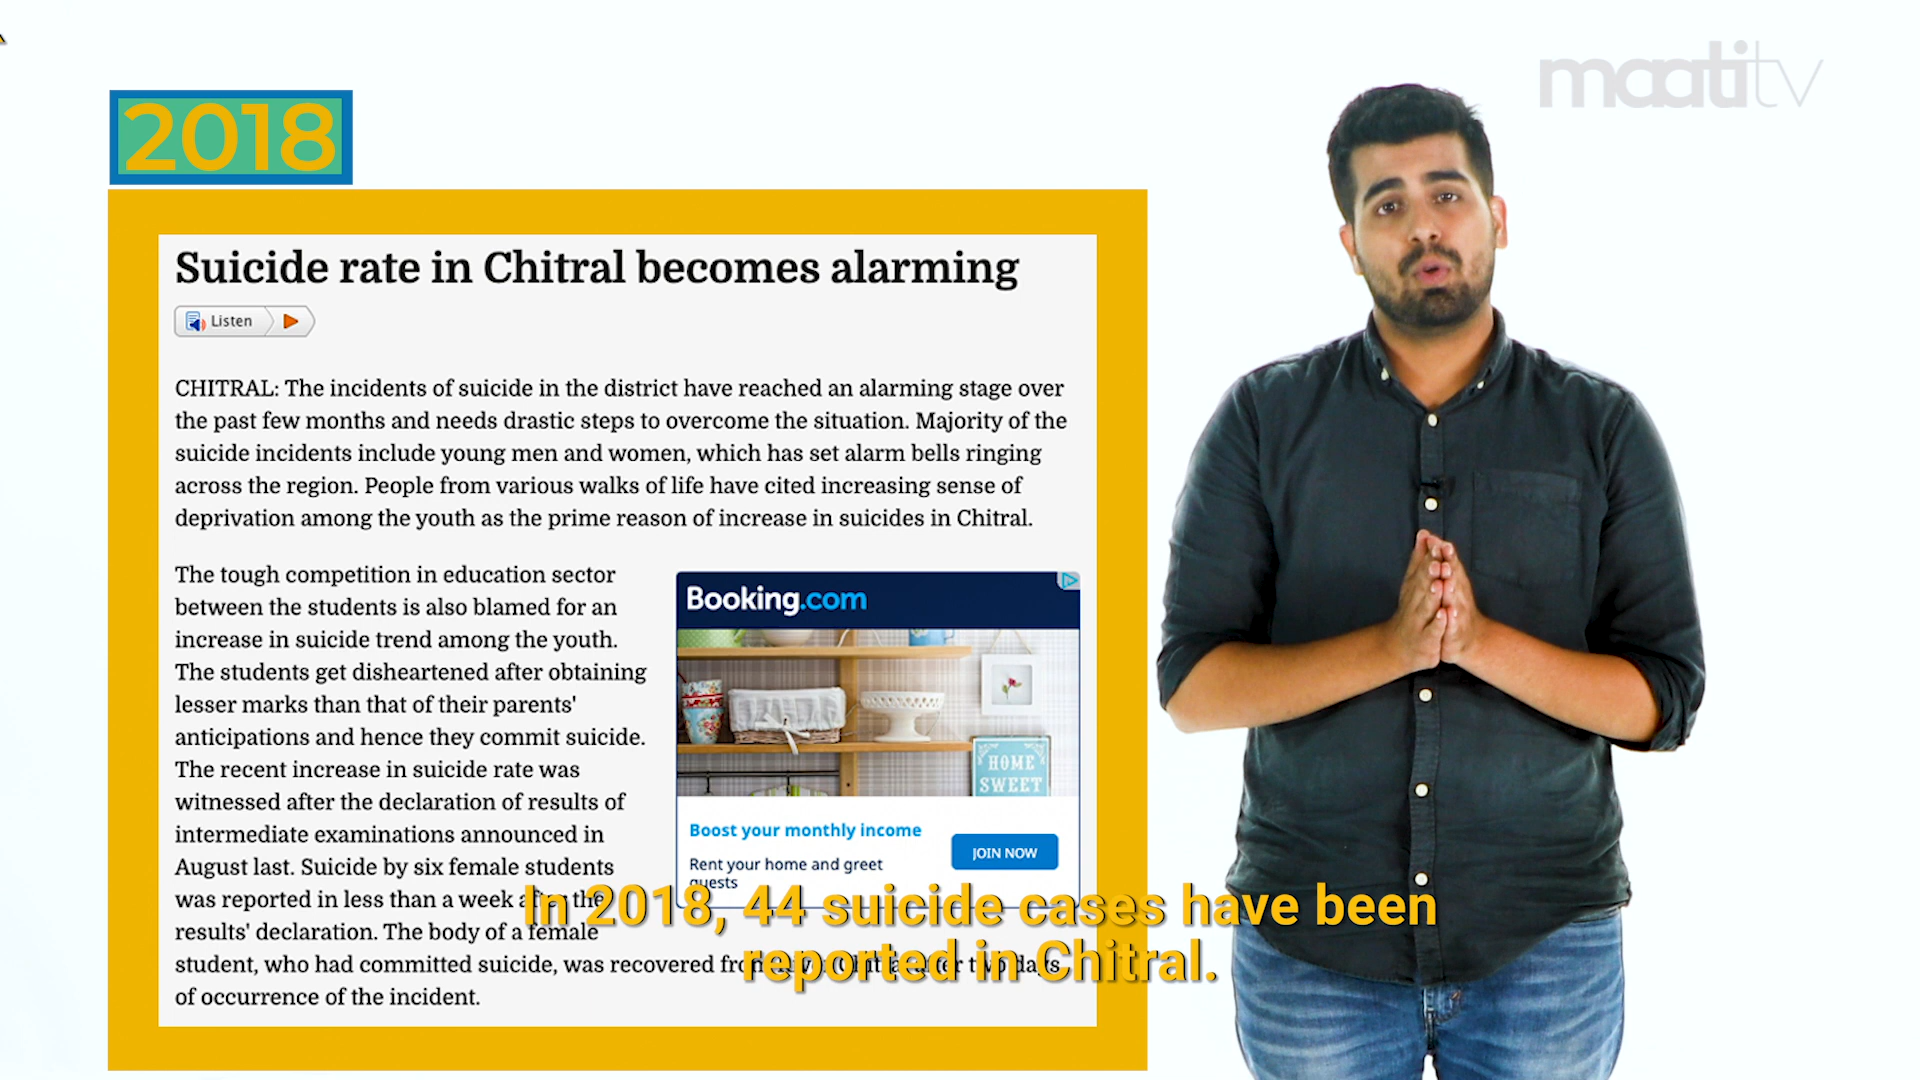 maatitv
2018
Suicide rate in Chitral becomes alarming
Listen
CHITRAL: The incidents of suicide in the district have reached an alarming stage over
the past few months and needs drastic steps to overcome the situation. Majority of the
suicide incidents include young men and women, which has set alarm bells ringing
across the region. People from various walks of life have cited increasing sense of
deprivation among the youth as the prime reason of increase in suicides in Chitral.
The tough competition in education sector
between the students is also blamed for an
increase in suicide trend among the youth.
The students get disheartened after obtaining
lesser marks than that of their parents'
anticipations and hence they commit suicide.
The recent increase in suicide rate was
witnessed after the declaration of results of
intermediate examinations announced in
August last. Suicide by six female students
was reported in less than a week after the
results' declaration. The body of a female
student, who had committed suicide, was recovered from after two days
of occurrence of the incident.
Booking.com
HOME
SWEET
Boost your monthly income
Rent your home and greet
guests
JOIN NOW
In 2018, 44 suicide cases have been
reported in Chitral.